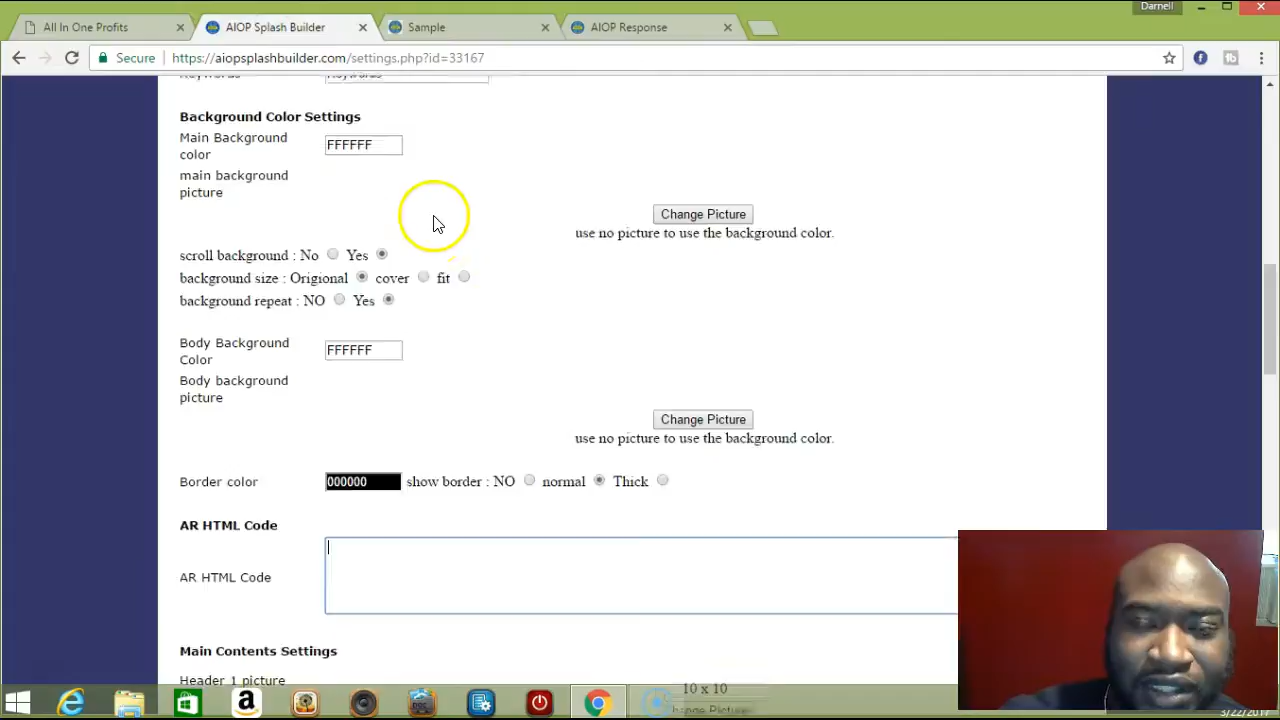 Darnell
All In One Profits
AIOP Splash Builder
Sample
AIOP Response
Secure
https://aiopsplashbuilder.com/settings.php?id=33167
Keywords
Keywords
Background Color Settings
Main Background color
FFFFFF
main background picture
Change Picture
use no picture to use the background color.
scroll background : No Yes
background size : Origional cover fit
background repeat : NO Yes
Body Background Color
FFFFFF
Body background picture
Change Picture
use no picture to use the background color.
Border color
000000
show border : NO normal Thick
AR HTML Code
AR HTML Code
Main Contents Settings
Header 1 picture
10 x 10
Change Picture